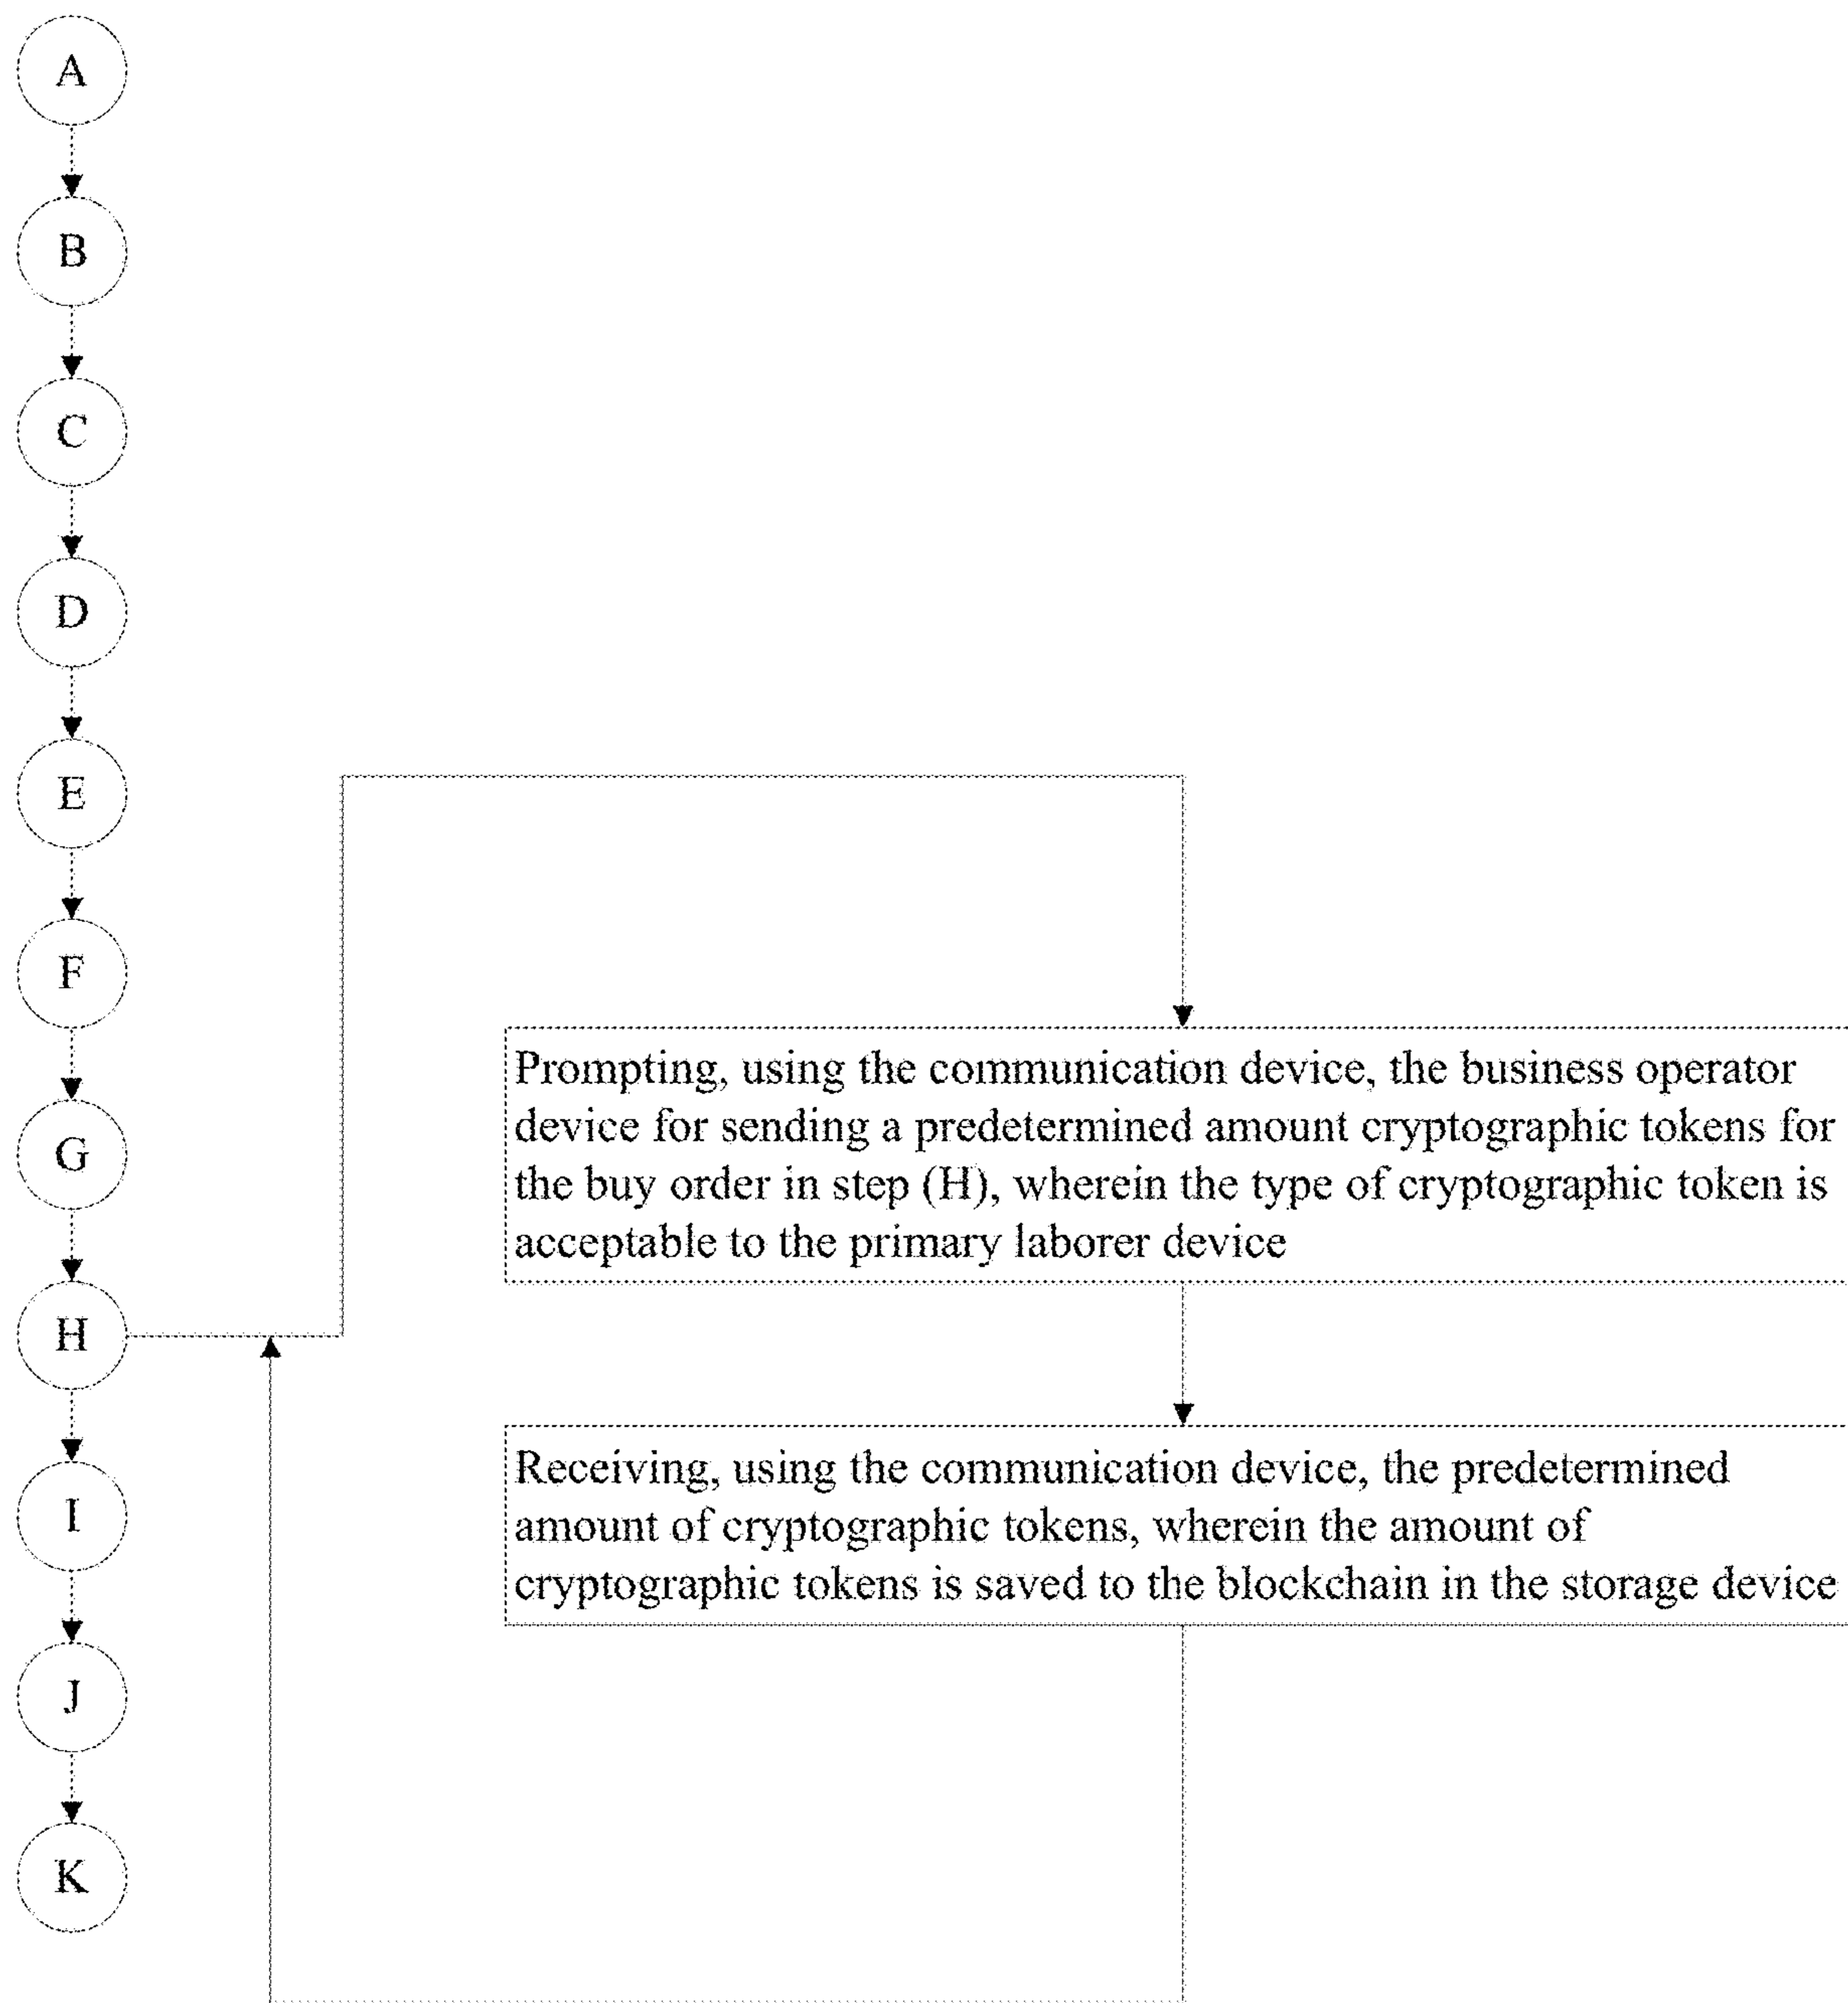 A
B
C
D
E
F
G
H
I
J
K
Prompting, using the communication device, the business operator
device for sending a predetermined amount cryptographic tokens for
the buy order in step (H), wherein the type of cryptographic token is
acceptable to the primary laborer device
Receiving, using the communication device, the predetermined
amount of cryptographic tokens, wherein the amount of
cryptographic tokens is saved to the blockchain in the storage device